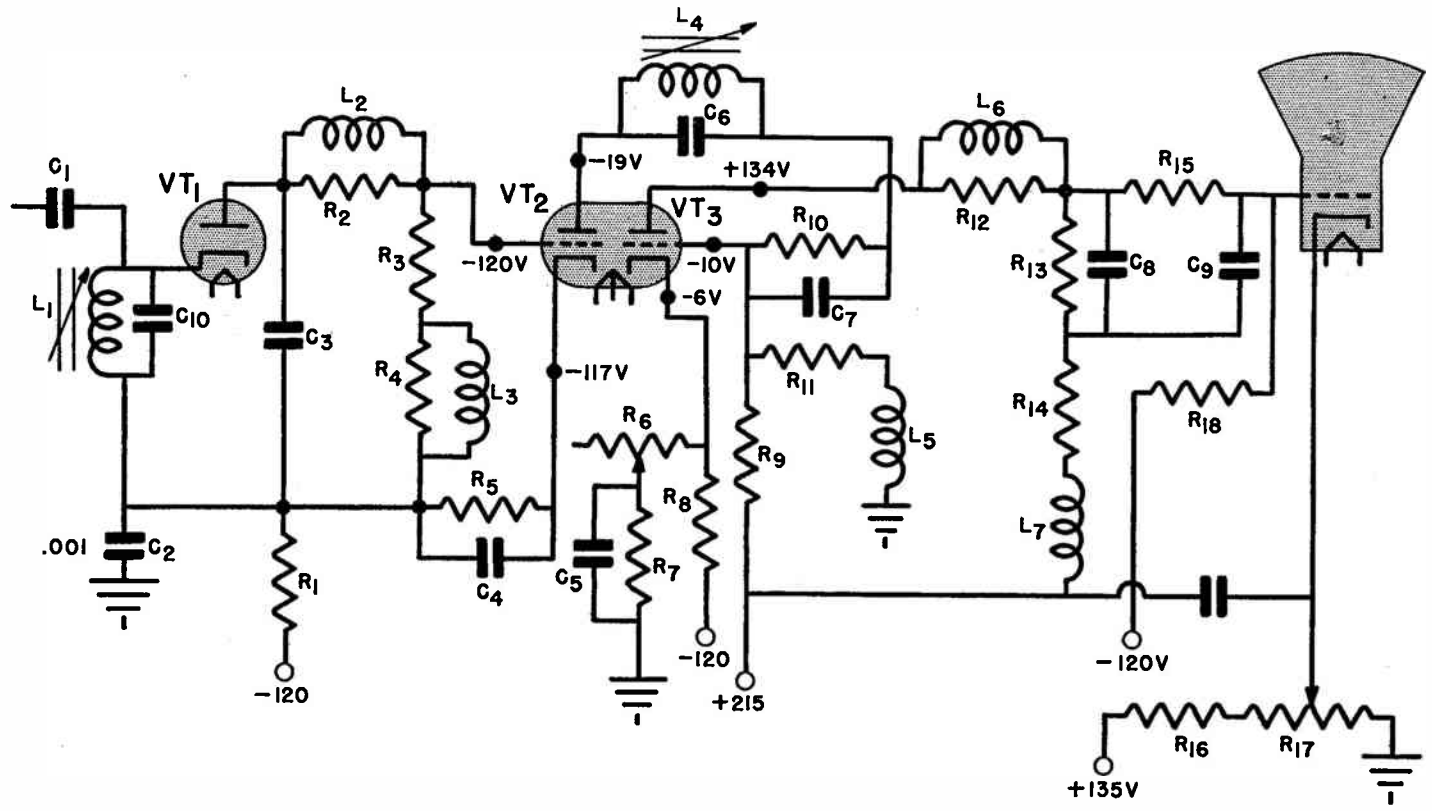 L4
C6
L2
L6
C1
VT1
R2
-19V
+134V
R15
VT2
VT3
R10
R12
-120V
-10V
R3
R13
C8
C9
L1
C10
-6V
C7
C3
R4
L3
-117V
R11
R14
R18
R6
L5
R9
R5
R8
L7
.001
C2
R1
C4
C5
R7
-120
-120V
-120
+215
R16
R17
+135V